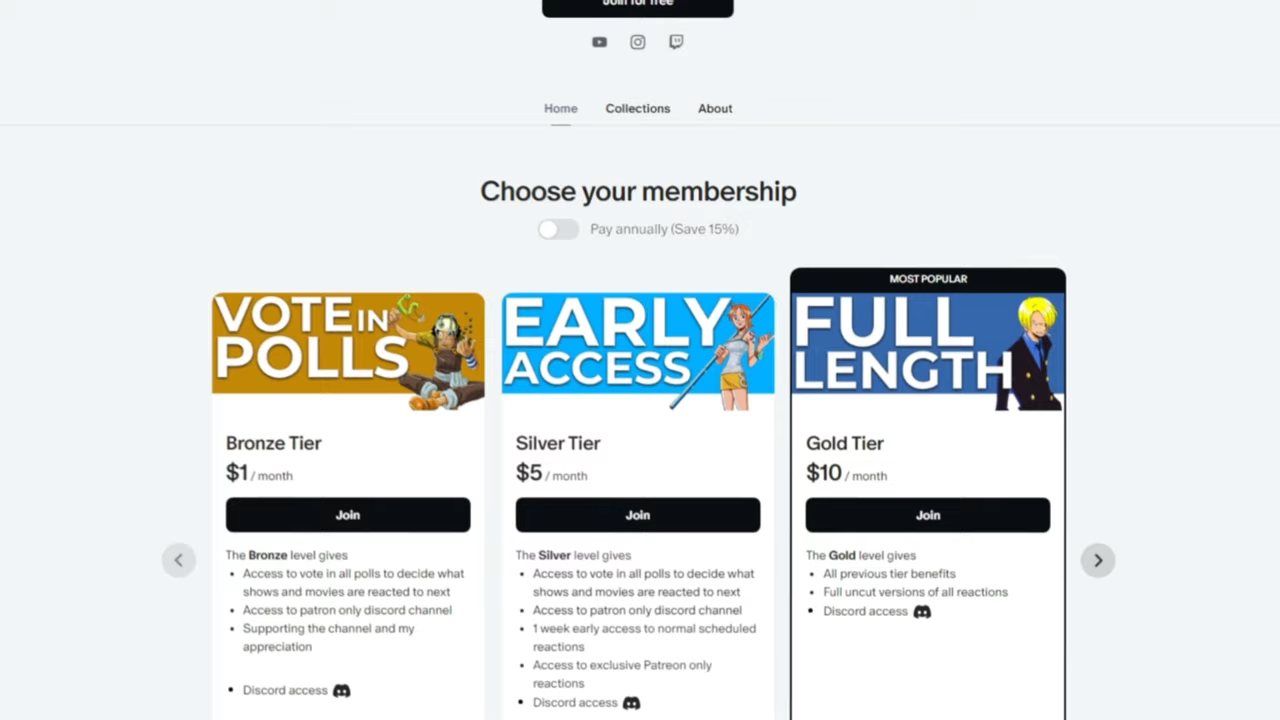 Join for free
Home Collections About
Choose your membership
Pay annually (Save 15%)
VOTE IN
POLLS
Bronze Tier
$1 / month
Join
The Bronze level gives
• Access to vote in all polls to decide what
shows and movies are reacted to next
• Access to patron only discord channel
• Supporting the channel and my
appreciation
• Discord access
EARLY
ACCESS
Silver Tier
$5 / month
Join
The Silver level gives
• Access to vote in all polls to decide what
shows and movies are reacted to next
• Access to patron only discord channel
• 1 week early access to normal scheduled
reactions
• Access to exclusive Patreon only
reactions
• Discord access
MOST POPULAR
FULL
LENGTH
Gold Tier
$10 / month
Join
The Gold level gives
• All previous tier benefits
• Full uncut versions of all reactions
• Discord access